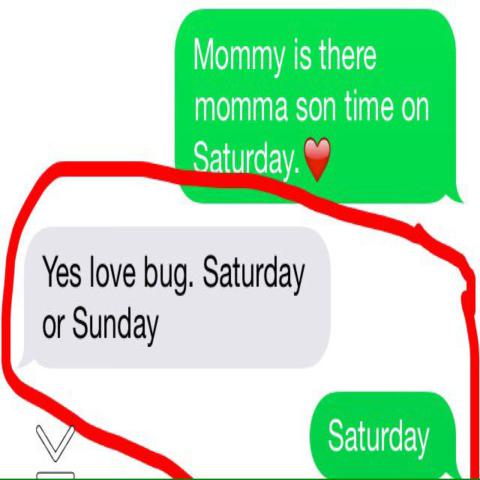 Mommy is there
momma son time on
Saturday.❤️
Yes love bug. Saturday
or Sunday
Saturday